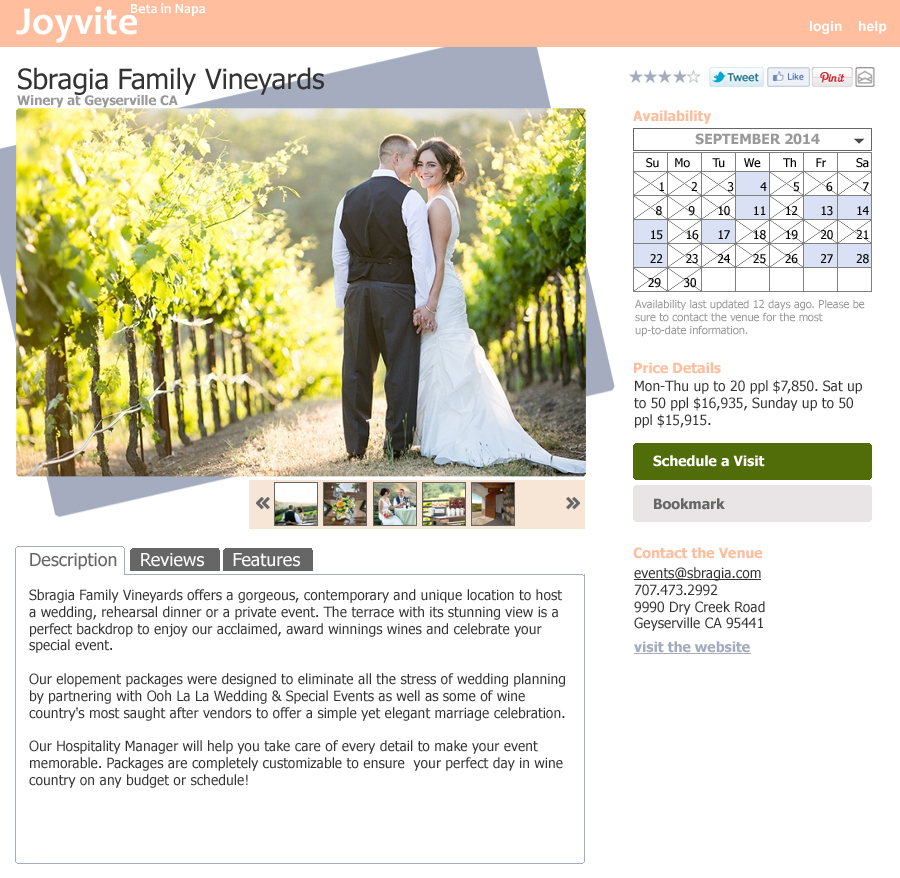 Joyvite Beta in Napa
login help
Sbragia Family Vineyards
Winery at Geyserville CA
Tweet Like Pinit
Availability
SEPTEMBER 2014
Su Mo Tu We Th Fr Sa
1 2 3 4 5 6 7
8 9 10 11 12 13 14
15 16 17 18 19 20 21
22 23 24 25 26 27 28
29 30
Availability last updated 12 days ago. Please be
sure to contact the venue for the most
up-to-date information.
Price Details
Mon-Thu up to 20 ppl $7,850. Sat up
to 50 ppl $16,935, Sunday up to 50
ppl $15,915.
Schedule a Visit
Bookmark
Contact the Venue
events@sbragia.com
707.473.2992
9990 Dry Creek Road
Geyserville CA 95441
visit the website
« »
Description Reviews Features
Sbragia Family Vineyards offers a gorgeous, contemporary and unique location to host
a wedding, rehearsal dinner or a private event. The terrace with its stunning view is a
perfect backdrop to enjoy our acclaimed, award winnings wines and celebrate your
special event.
Our elopement packages were designed to eliminate all the stress of wedding planning
by partnering with Ooh La La Wedding & Special Events as well as some of wine
country's most saught after vendors to offer a simple yet elegant marriage celebration.
Our Hospitality Manager will help you take care of every detail to make your event
memorable. Packages are completely customizable to ensure  your perfect day in wine
country on any budget or schedule!